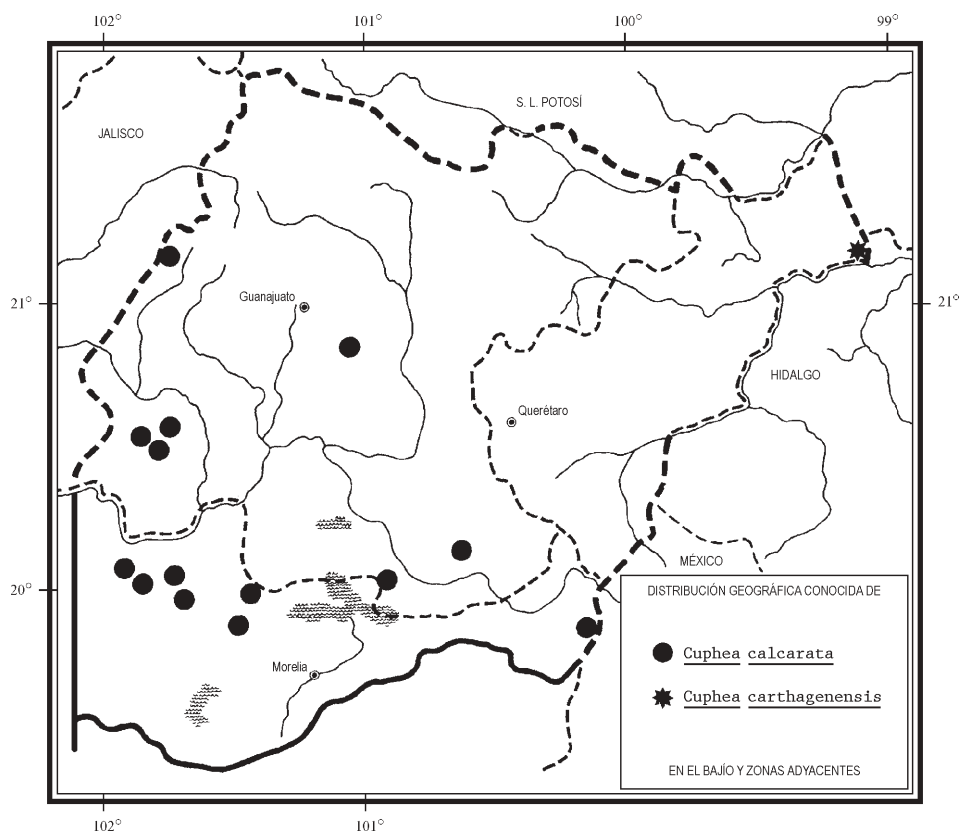 102° 101° 100° 99°
S. L. POTOSÍ
JALISCO
Guanajuato
21° 21°
HIDALGO
Querétaro
MÉXICO
20°
DISTRIBUCIÓN GEOGRÁFICA CONOCIDA DE
Cuphea calcarata
Morelia
Cuphea carthagenensis
EN EL BAJÍO Y ZONAS ADYACENTES
102° 101°